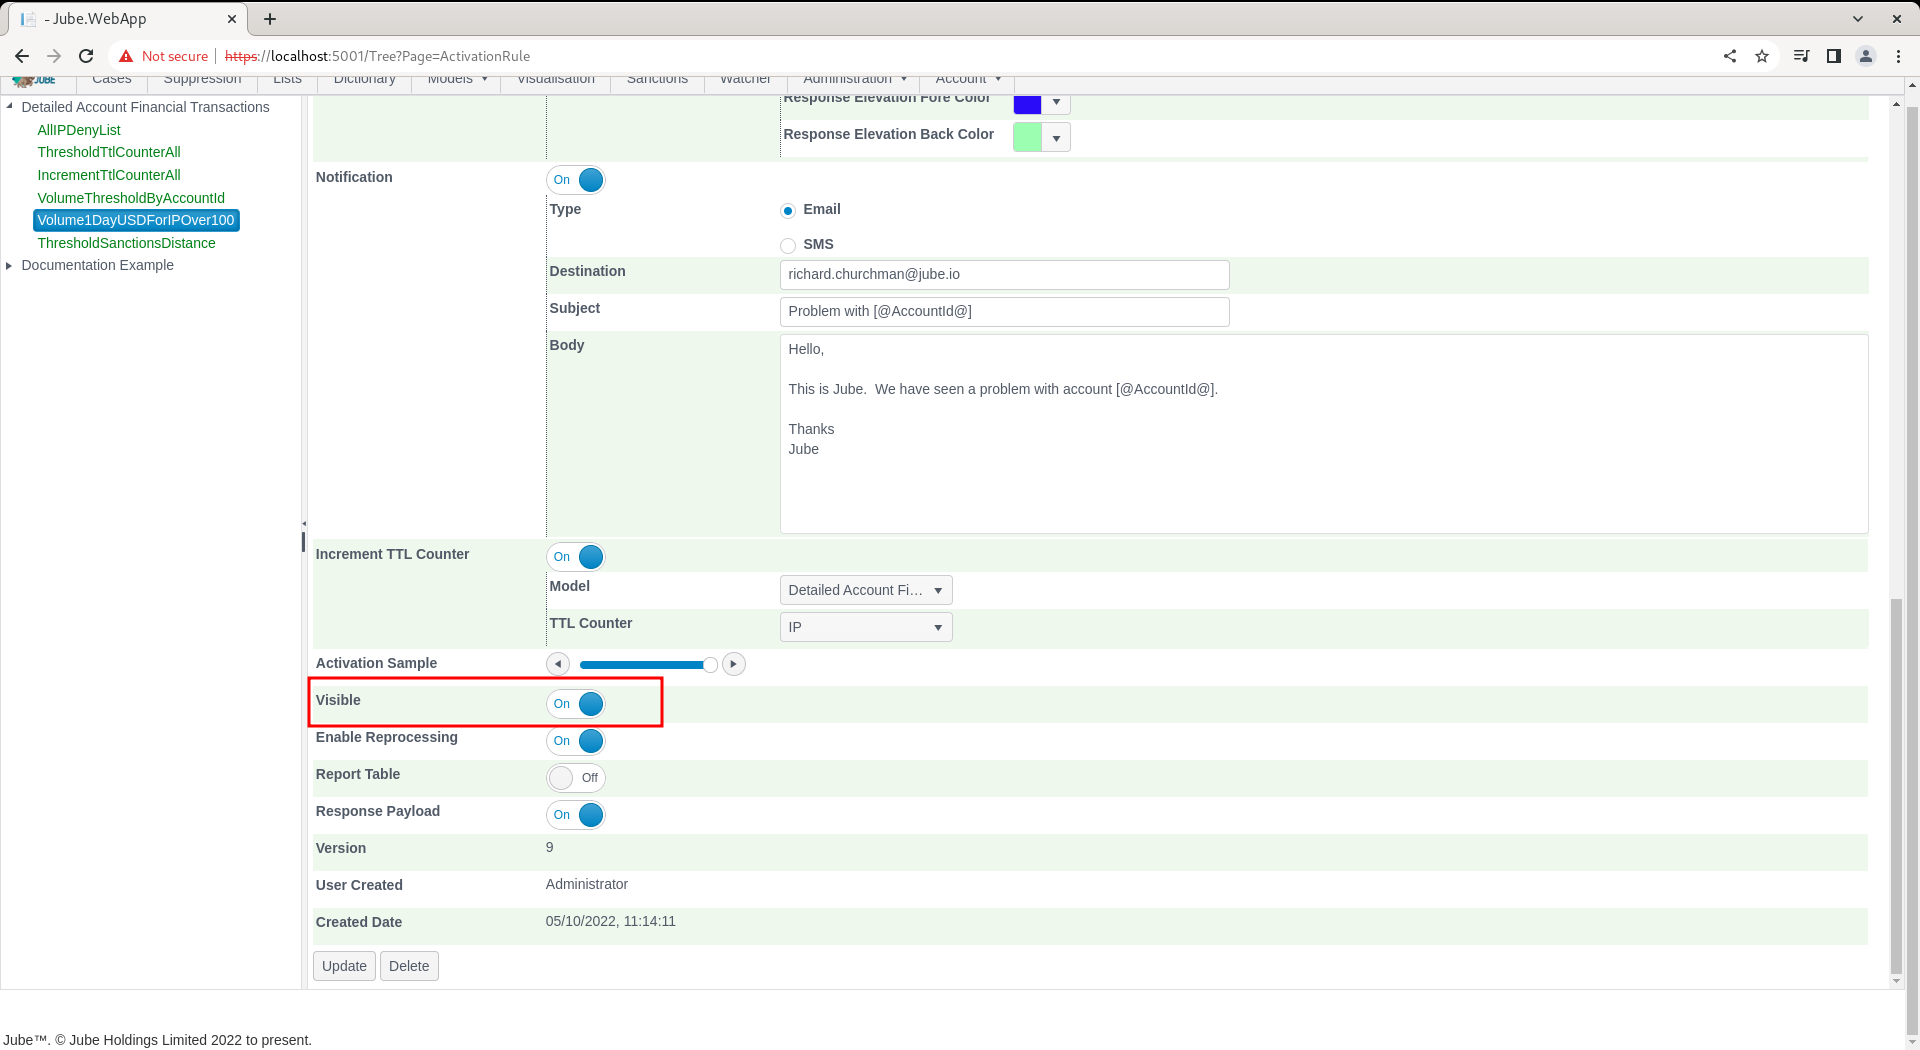 - Jube.WebApp
Not secure
https://localhost:5001/Tree?Page=ActivationRule
JUBE
Cases
Suppression
Lists
Dictionary
Models
Visualisation
Sanctions
Watcher
Administration
Account
Detailed Account Financial Transactions
AllIPDenyList
ThresholdTtlCounterAll
IncrementTtlCounterAll
VolumeThresholdByAccountId
Volume1DayUSDForIPOver100
ThresholdSanctionsDistance
Documentation Example
Response Elevation Fore Color
Response Elevation Back Color
Notification
On
Type
Email
SMS
Destination
richard.churchman@jube.io
Subject
Problem with [@AccountId@]
Body
Hello,
This is Jube.  We have seen a problem with account [@AccountId@].
Thanks
Jube
Increment TTL Counter
On
Model
Detailed Account Fi...
TTL Counter
IP
Activation Sample
Visible
On
Enable Reprocessing
On
Report Table
Off
Response Payload
On
Version
9
User Created
Administrator
Created Date
05/10/2022, 11:14:11
Update
Delete
Jube™. © Jube Holdings Limited 2022 to present.